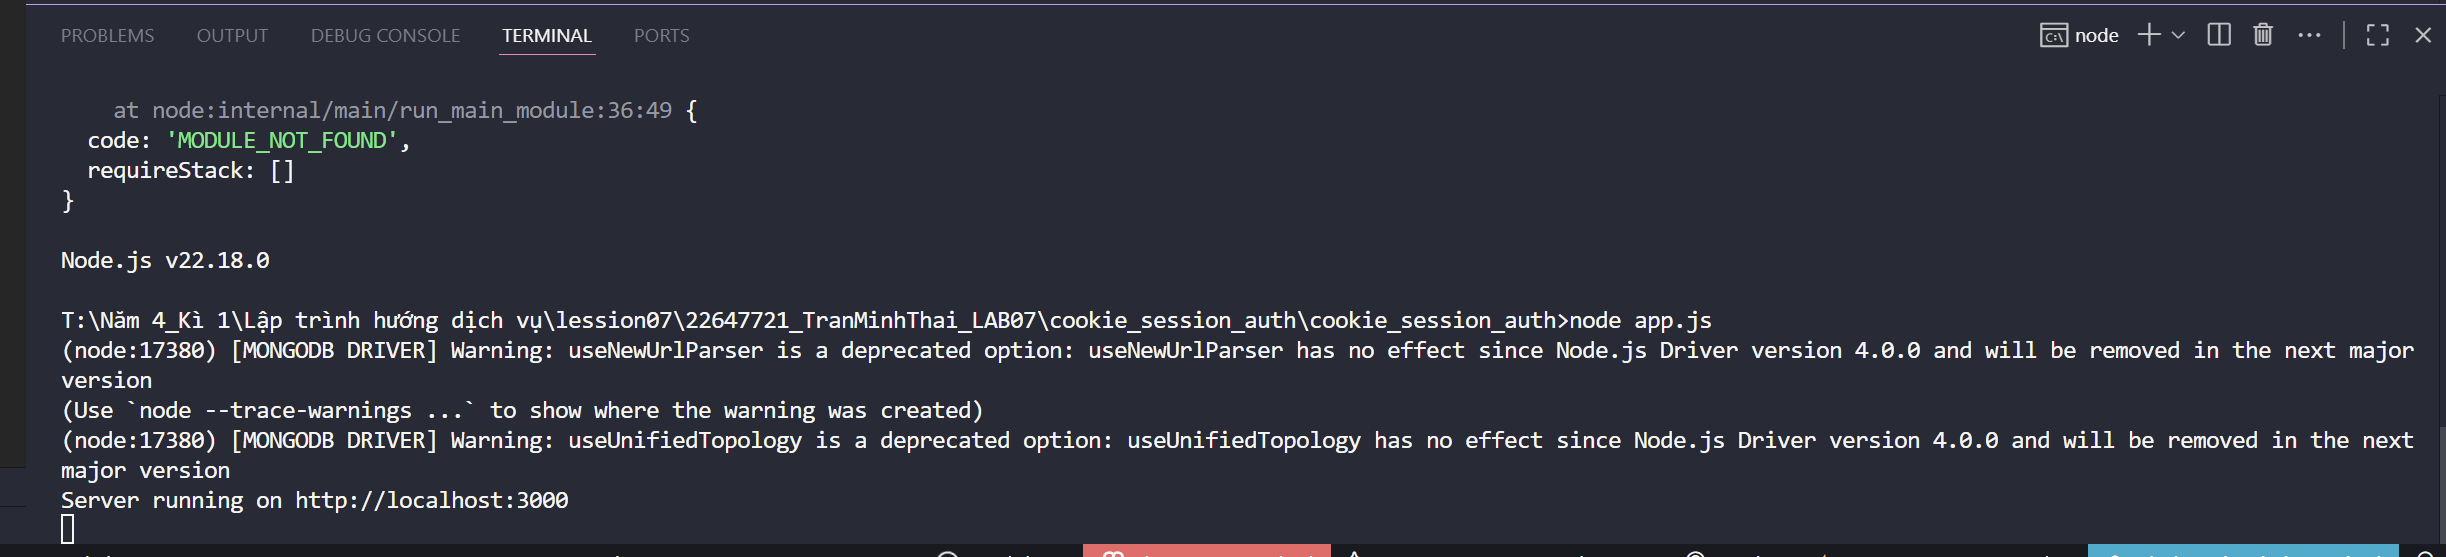 PROBLEMS OUTPUT DEBUG CONSOLE TERMINAL PORTS node
at node:internal/main/run_main_module:36:49 {
code: 'MODULE_NOT_FOUND',
requireStack: []
}
Node.js v22.18.0
T:\Năm 4_Kì 1\Lập trình hướng dịch vụ\lession07\22647721_TranMinhThai_LAB07\cookie_session_auth\cookie_session_auth>node app.js
(node:17380) [MONGODB DRIVER] Warning: useNewUrlParser is a deprecated option: useNewUrlParser has no effect since Node.js Driver version 4.0.0 and will be removed in the next major
version
(Use `node --trace-warnings ...` to show where the warning was created)
(node:17380) [MONGODB DRIVER] Warning: useUnifiedTopology is a deprecated option: useUnifiedTopology has no effect since Node.js Driver version 4.0.0 and will be removed in the next
major version
Server running on http://localhost:3000